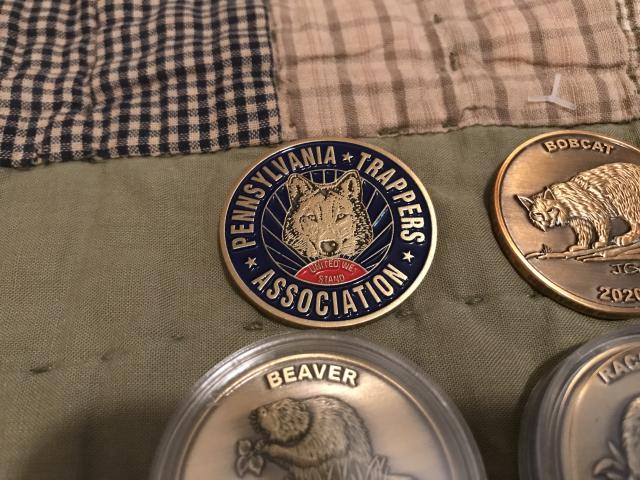 PENNSYLVANIA ★ TRAPPERS
★ ASSOCIATION ★
UNITED WE
STAND
BOBCAT
2020
BEAVER